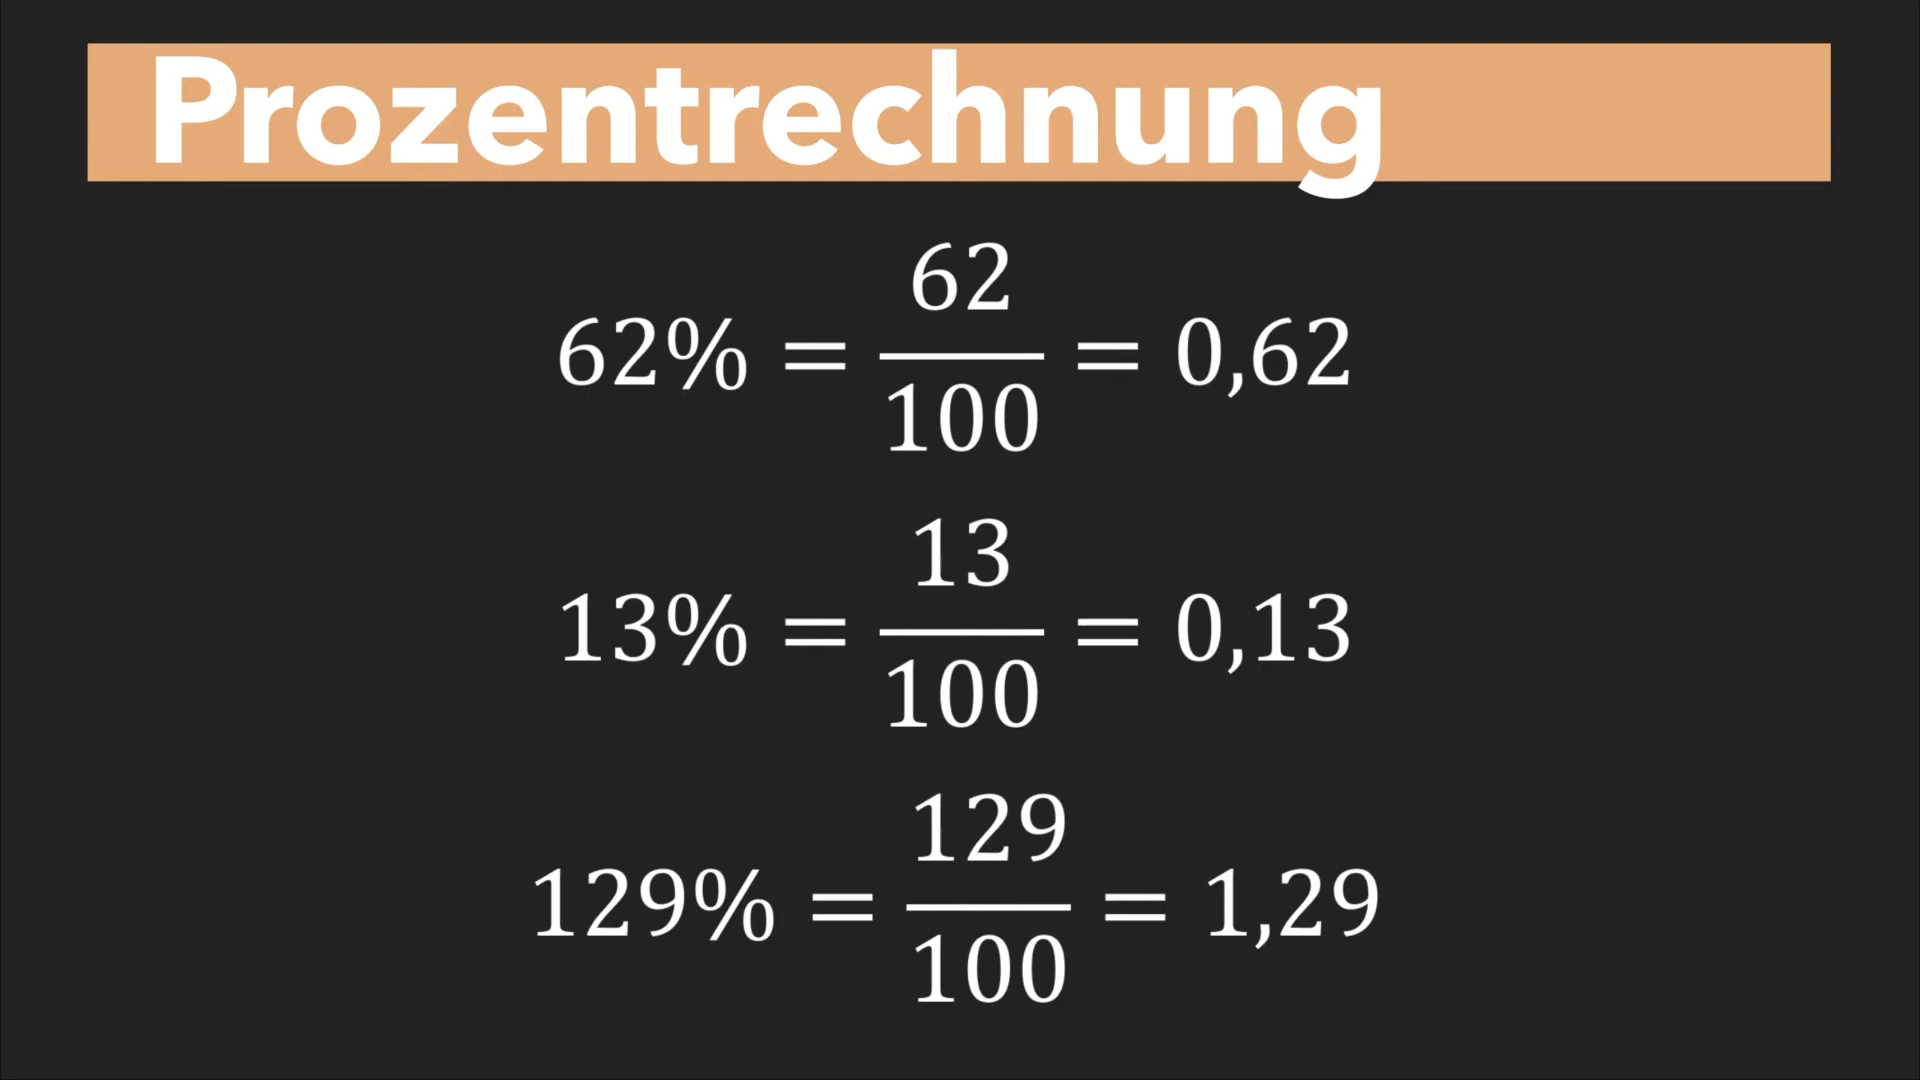 Prozentrechnung
62% = 62/100 = 0,62
13% = 13/100 = 0,13
129% = 129/100 = 1,29